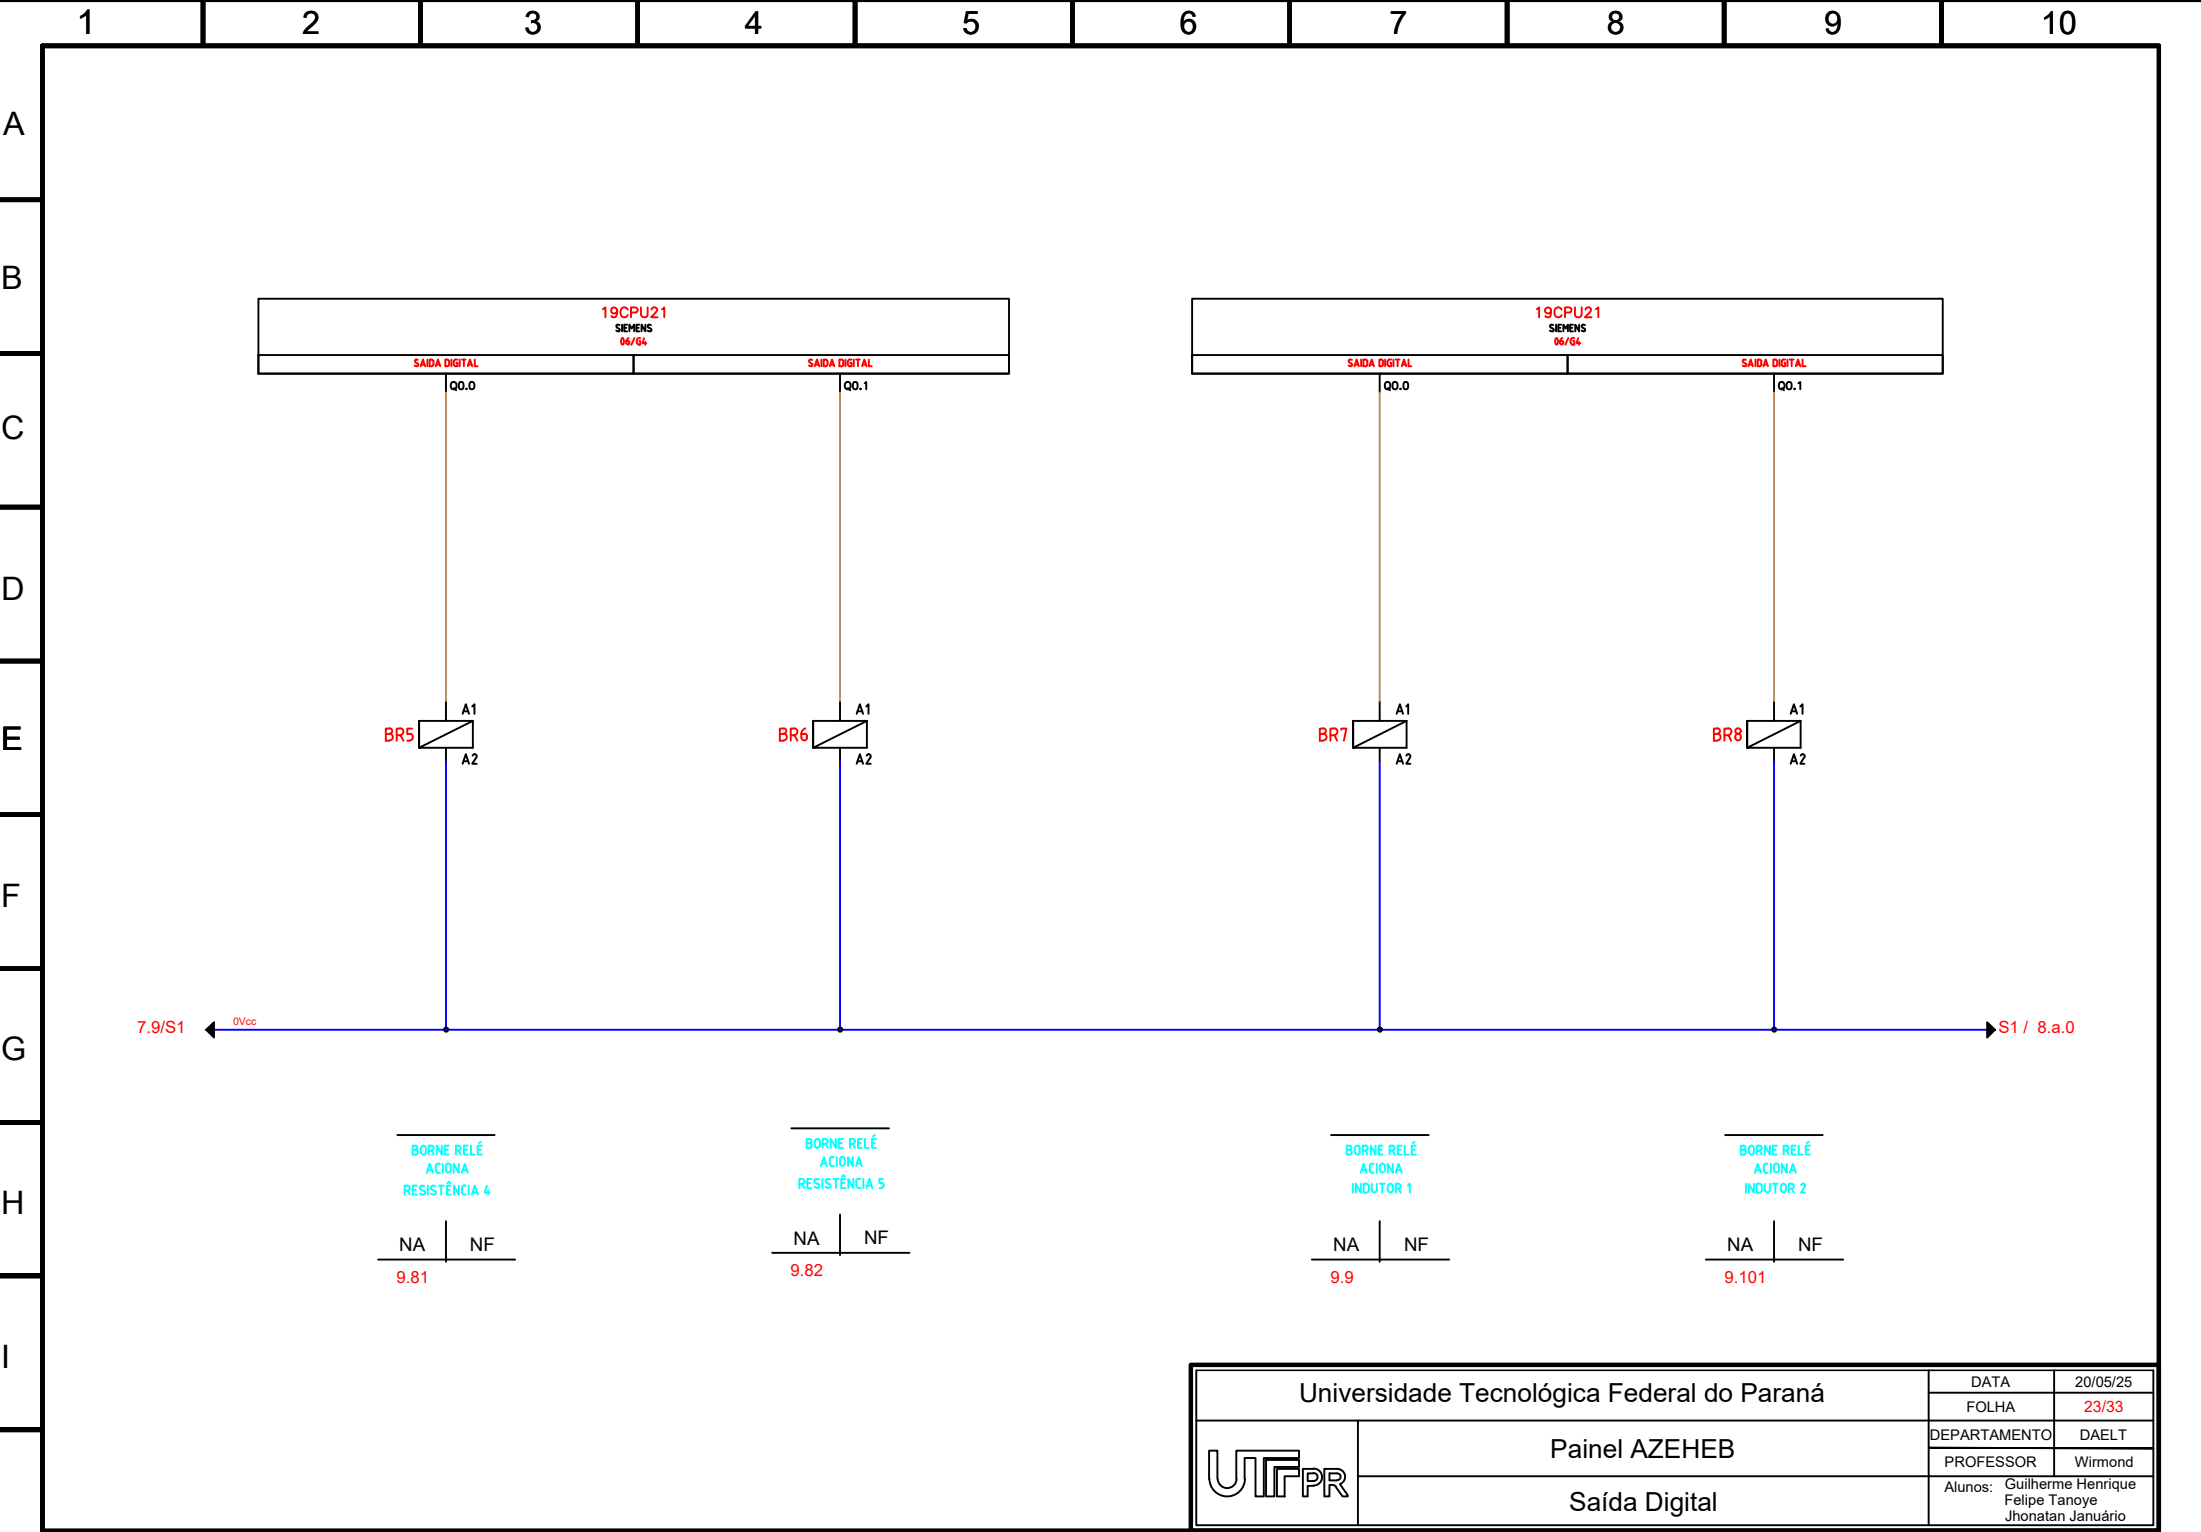 1 2 3 4 5 6 7 8 9 10
A
B
19CPU21
SIEMENS
06/G4
SAIDA DIGITAL SAIDA DIGITAL
Q0.0 Q0.1
19CPU21
SIEMENS
06/G4
SAIDA DIGITAL SAIDA DIGITAL
Q0.0 Q0.1
C
D
E
BR5 A1 A2
BR6 A1 A2
BR7 A1 A2
BR8 A1 A2
F
G
7.9/S1 0Vcc S1 / 8.a.0
H
BORNE RELÉ
ACIONA
RESISTÊNCIA 4
NA NF
9.81
BORNE RELÉ
ACIONA
RESISTÊNCIA 5
NA NF
9.82
BORNE RELÉ
ACIONA
INDUTOR 1
NA NF
9.9
BORNE RELÉ
ACIONA
INDUTOR 2
NA NF
9.101
I
Universidade Tecnológica Federal do Paraná
UTFPR
Painel AZEHEB
Saída Digital
DATA 20/05/25
FOLHA 23/33
DEPARTAMENTO DAELT
PROFESSOR Wirmond
Alunos: Guilherme Henrique
Felipe Tanoye
Jhonatan Januário